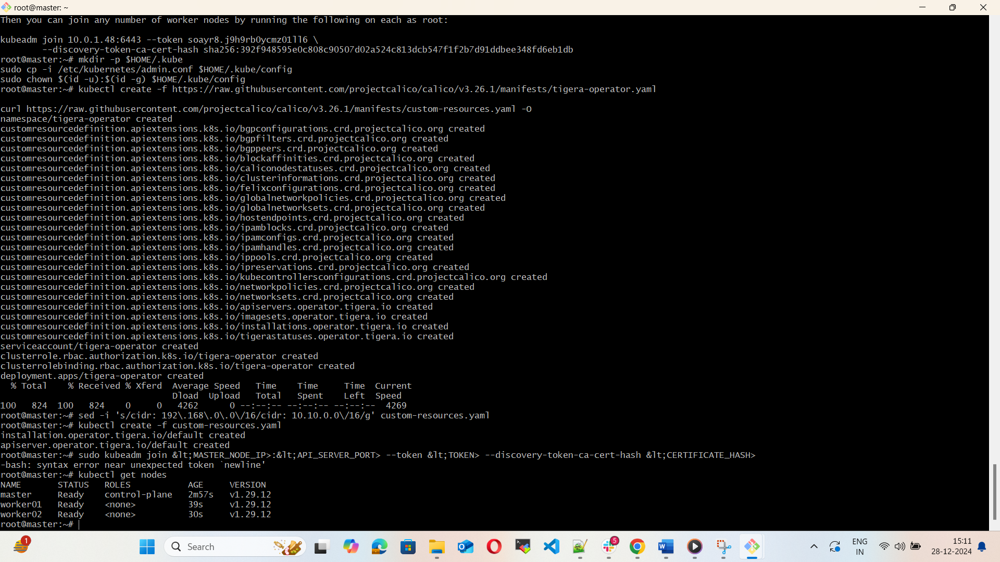 root@master: ~
Then you can join any number of worker nodes by running the following on each as root:
kubeadm join 10.0.1.48:6443 --token soayr8.j9h9rb0ycmz01ll6 \
--discovery-token-ca-cert-hash sha256:392f948595e0c808c90507d02a524c813dcb547f1f2b7d91ddbee348fd6eb1db
root@master:~# mkdir -p $HOME/.kube
sudo cp -i /etc/kubernetes/admin.conf $HOME/.kube/config
sudo chown $(id -u):$(id -g) $HOME/.kube/config
root@master:~# kubectl create -f https://raw.githubusercontent.com/projectcalico/calico/v3.26.1/manifests/tigera-operator.yaml
curl https://raw.githubusercontent.com/projectcalico/calico/v3.26.1/manifests/custom-resources.yaml -O
namespace/tigera-operator created
customresourcedefinition.apiextensions.k8s.io/bgpconfigurations.crd.projectcalico.org created
customresourcedefinition.apiextensions.k8s.io/bgpfilters.crd.projectcalico.org created
customresourcedefinition.apiextensions.k8s.io/bgppeers.crd.projectcalico.org created
customresourcedefinition.apiextensions.k8s.io/blockaffinities.crd.projectcalico.org created
customresourcedefinition.apiextensions.k8s.io/caliconodestatuses.crd.projectcalico.org created
customresourcedefinition.apiextensions.k8s.io/clusterinformations.crd.projectcalico.org created
customresourcedefinition.apiextensions.k8s.io/felixconfigurations.crd.projectcalico.org created
customresourcedefinition.apiextensions.k8s.io/globalnetworkpolicies.crd.projectcalico.org created
customresourcedefinition.apiextensions.k8s.io/globalnetworksets.crd.projectcalico.org created
customresourcedefinition.apiextensions.k8s.io/hostendpoints.crd.projectcalico.org created
customresourcedefinition.apiextensions.k8s.io/ipamblocks.crd.projectcalico.org created
customresourcedefinition.apiextensions.k8s.io/ipamconfigs.crd.projectcalico.org created
customresourcedefinition.apiextensions.k8s.io/ipamhandles.crd.projectcalico.org created
customresourcedefinition.apiextensions.k8s.io/ippools.crd.projectcalico.org created
customresourcedefinition.apiextensions.k8s.io/ipreservations.crd.projectcalico.org created
customresourcedefinition.apiextensions.k8s.io/kubecontrollersconfigurations.crd.projectcalico.org created
customresourcedefinition.apiextensions.k8s.io/networkpolicies.crd.projectcalico.org created
customresourcedefinition.apiextensions.k8s.io/networksets.crd.projectcalico.org created
customresourcedefinition.apiextensions.k8s.io/apiservers.operator.tigera.io created
customresourcedefinition.apiextensions.k8s.io/imagesets.operator.tigera.io created
customresourcedefinition.apiextensions.k8s.io/installations.operator.tigera.io created
customresourcedefinition.apiextensions.k8s.io/tigerastatuses.operator.tigera.io created
serviceaccount/tigera-operator created
clusterrole.rbac.authorization.k8s.io/tigera-operator created
clusterrolebinding.rbac.authorization.k8s.io/tigera-operator created
deployment.apps/tigera-operator created
% Total    % Received % Xferd  Average Speed   Time    Time     Time  Current
Dload  Upload   Total   Spent    Left  Speed
100   824  100   824    0     0   4262      0 --:--:-- --:--:-- --:--:--  4269
root@master:~# sed -i 's/cidr: 192\.168\.0\.0\/16/cidr: 10.10.0.0\/16/g' custom-resources.yaml
root@master:~# kubectl create -f custom-resources.yaml
installation.operator.tigera.io/default created
apiserver.operator.tigera.io/default created
root@master:~# sudo kubeadm join &lt;MASTER_NODE_IP>:&lt;API_SERVER_PORT> --token &lt;TOKEN> --discovery-token-ca-cert-hash &lt;CERTIFICATE_HASH>
-bash: syntax error near unexpected token `newline'
root@master:~# kubectl get nodes
NAME       STATUS   ROLES           AGE     VERSION
master     Ready    control-plane   2m57s   v1.29.12
worker01   Ready    <none>          39s     v1.29.12
worker02   Ready    <none>          30s     v1.29.12
root@master:~#
1
Search
5
ENG
IN
15:11
28-12-2024